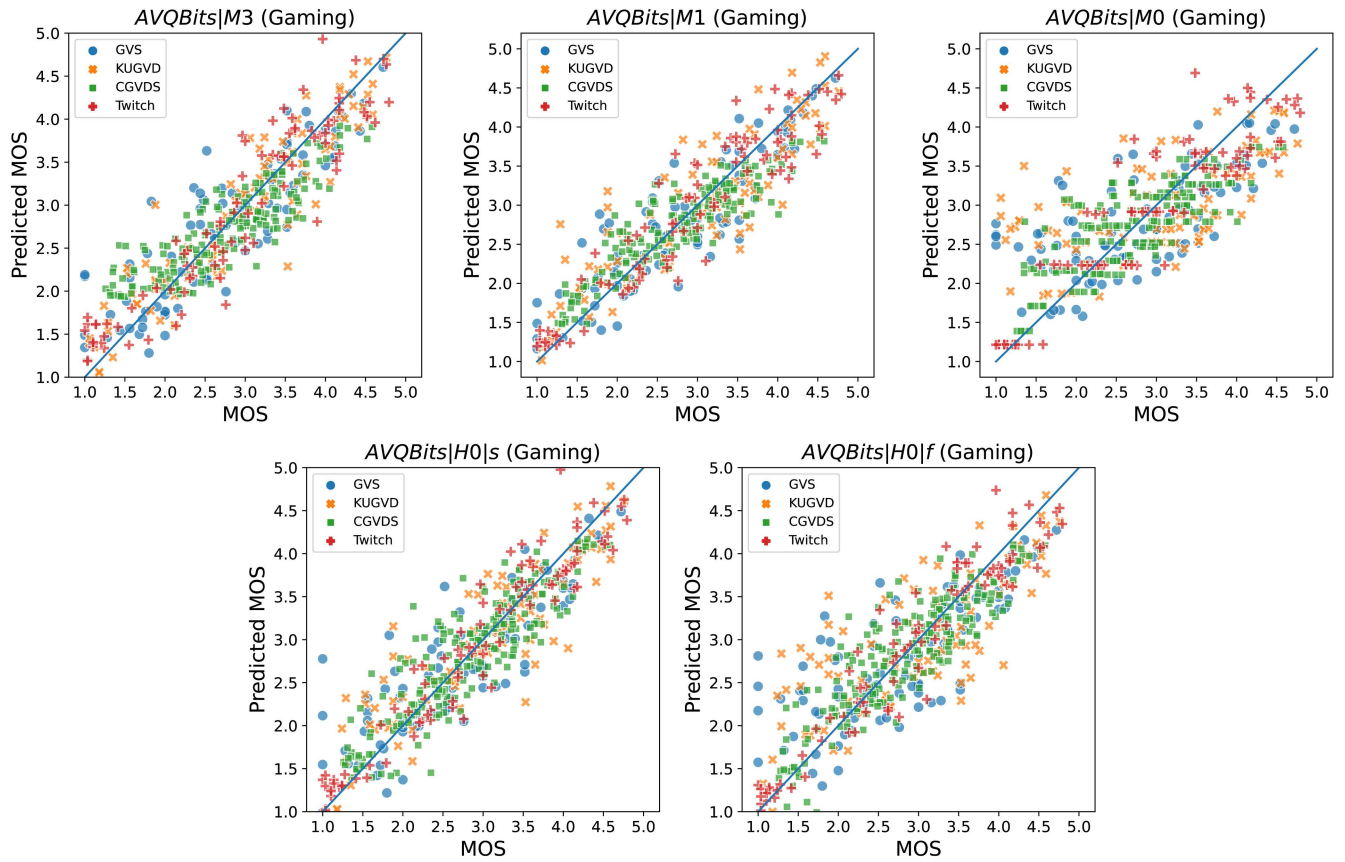 AVQBits|M3 (Gaming)
5.0
4.5
4.0
3.5
3.0
2.5
2.0
1.5
1.0
Predicted MOS
GVS
KUGVD
CGVDS
Twitch
1.0 1.5 2.0 2.5 3.0 3.5 4.0 4.5 5.0
MOS
AVQBits|M1 (Gaming)
5.0
4.5
4.0
3.5
3.0
2.5
2.0
1.5
1.0
Predicted MOS
GVS
KUGVD
CGVDS
Twitch
1.0 1.5 2.0 2.5 3.0 3.5 4.0 4.5 5.0
MOS
AVQBits|M0 (Gaming)
5.0
4.5
4.0
3.5
3.0
2.5
2.0
1.5
1.0
Predicted MOS
GVS
KUGVD
CGVDS
Twitch
1.0 1.5 2.0 2.5 3.0 3.5 4.0 4.5 5.0
MOS
AVQBits|H0|s (Gaming)
5.0
4.5
4.0
3.5
3.0
2.5
2.0
1.5
1.0
Predicted MOS
GVS
KUGVD
CGVDS
Twitch
1.0 1.5 2.0 2.5 3.0 3.5 4.0 4.5 5.0
MOS
AVQBits|H0|f (Gaming)
5.0
4.5
4.0
3.5
3.0
2.5
2.0
1.5
1.0
Predicted MOS
GVS
KUGVD
CGVDS
Twitch
1.0 1.5 2.0 2.5 3.0 3.5 4.0 4.5 5.0
MOS